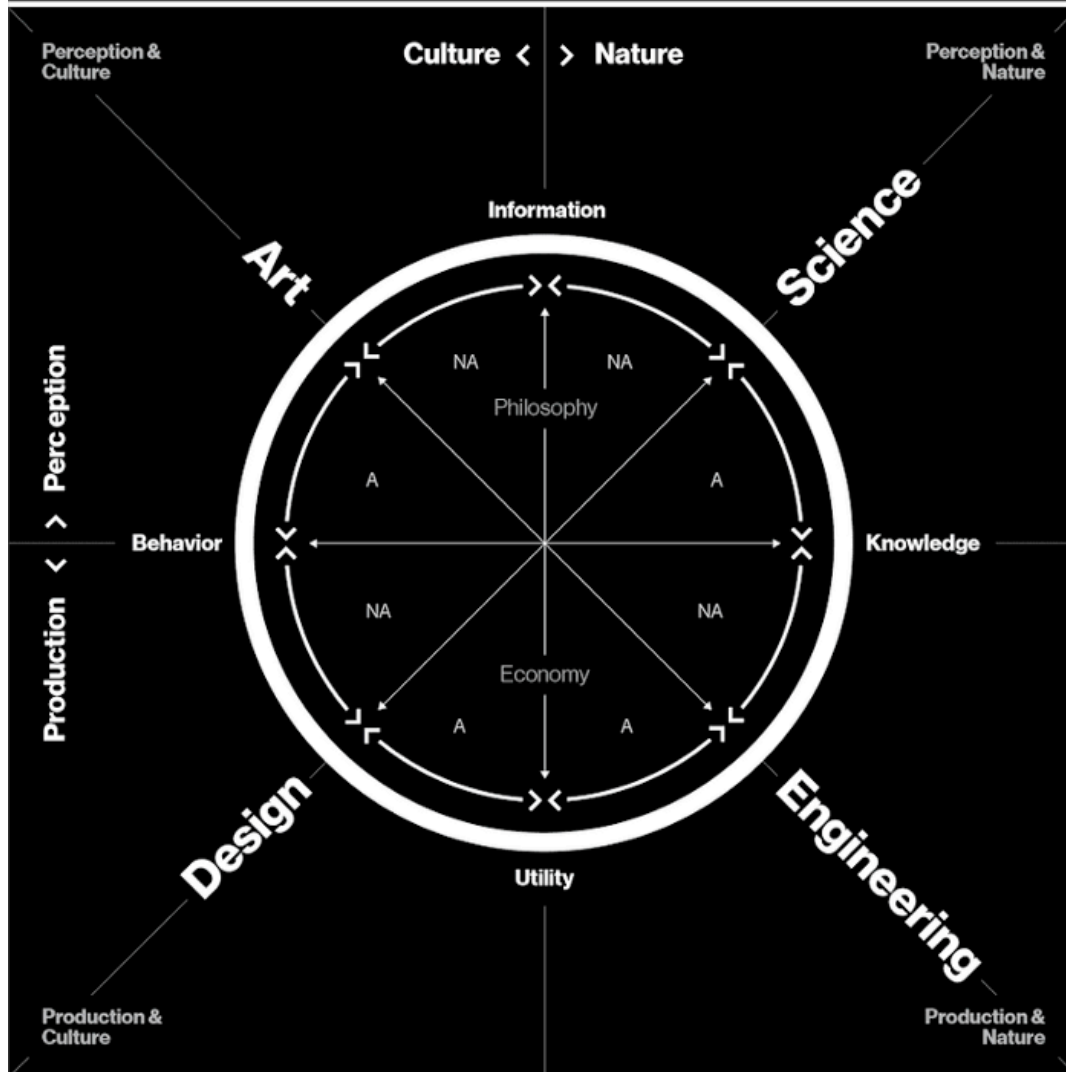 Perception &
Culture
Culture < > Nature
Perception &
Nature
Science
Information
Art
NA
NA
Philosophy
Perception
A
A
Behavior
Knowledge
Production < >
NA
NA
Economy
A
A
Design
Engineering
Utility
Production &
Culture
Production &
Nature